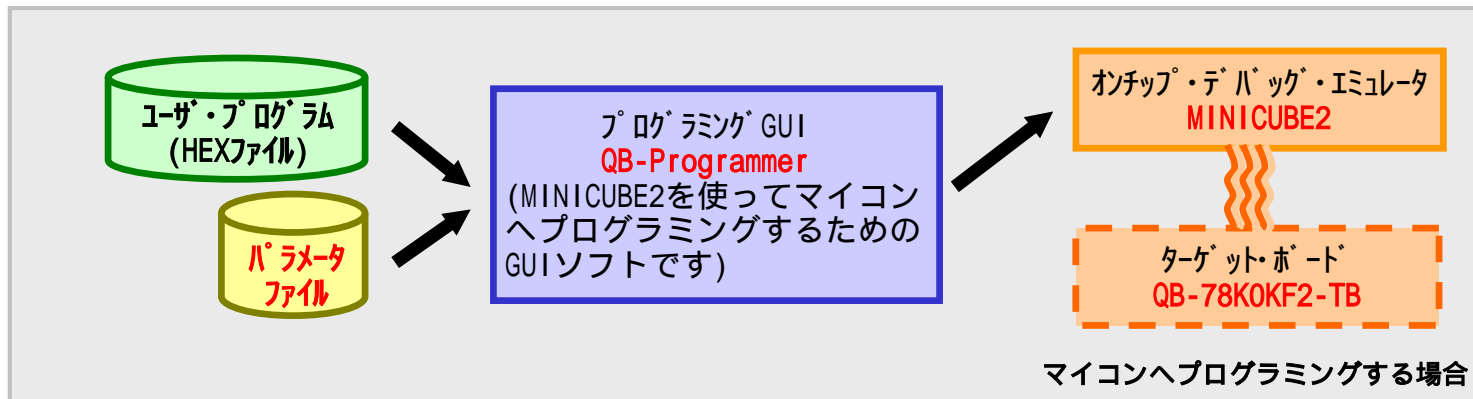 ユーザ・プログラム
(HEXファイル)
パラメータ
ファイル
プログラミングGUI
QB-Programmer
(MINICUBE2を使ってマイコン
へプログラミングするための
GUIソフトです)
オンチップ・デバッグ・エミュレータ
MINICUBE2
ターゲット・ボード
QB-78K0KF2-TB
マイコンへプログラミングする場合